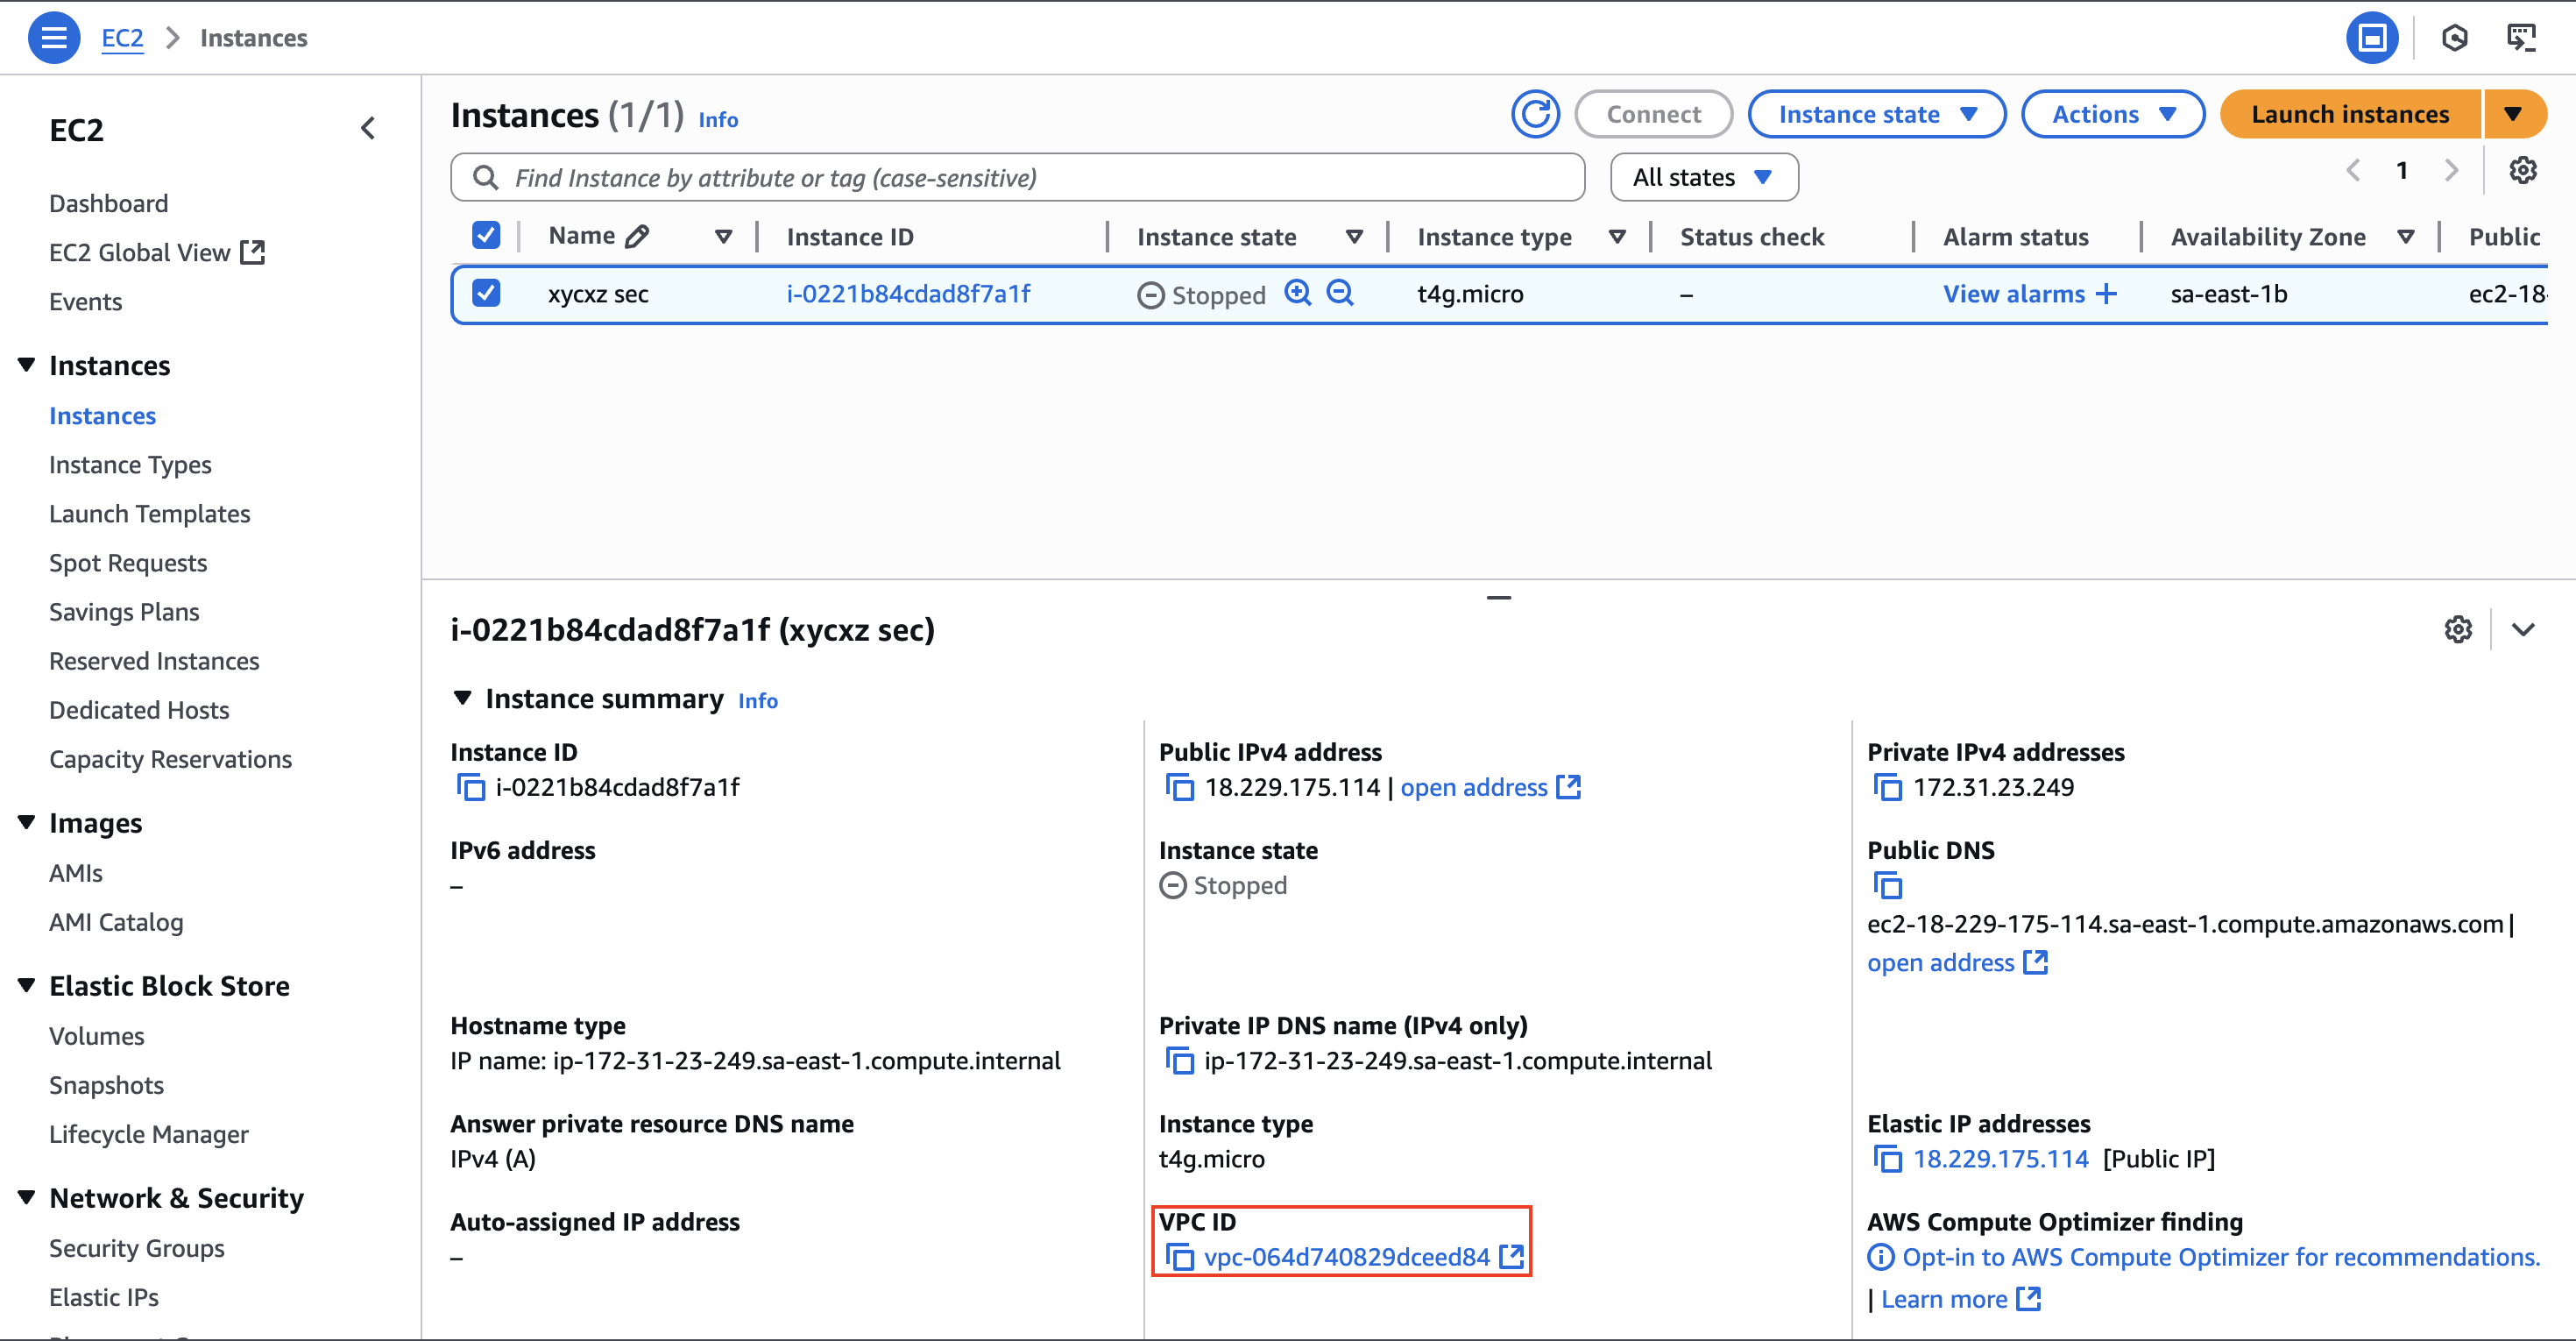 EC2 > Instances
EC2
Dashboard
EC2 Global View
Events
Instances
Instances
Instance Types
Launch Templates
Spot Requests
Savings Plans
Reserved Instances
Dedicated Hosts
Capacity Reservations
Images
AMIs
AMI Catalog
Elastic Block Store
Volumes
Snapshots
Lifecycle Manager
Network & Security
Security Groups
Elastic IPs
Instances (1/1) Info
Connect
Instance state
Actions
Launch instances
Find Instance by attribute or tag (case-sensitive)
All states
1
Name Instance ID Instance state Instance type Status check Alarm status Availability Zone Public
xycxz sec i-0221b84cdad8f7a1f Stopped t4g.micro – View alarms + sa-east-1b ec2-18-
i-0221b84cdad8f7a1f (xycxz sec)
Instance summary Info
Instance ID
i-0221b84cdad8f7a1f
Public IPv4 address
18.229.175.114 | open address
Private IPv4 addresses
172.31.23.249
IPv6 address
–
Instance state
Stopped
Public DNS
ec2-18-229-175-114.sa-east-1.compute.amazonaws.com |
open address
Hostname type
IP name: ip-172-31-23-249.sa-east-1.compute.internal
Private IP DNS name (IPv4 only)
ip-172-31-23-249.sa-east-1.compute.internal
Answer private resource DNS name
IPv4 (A)
Instance type
t4g.micro
Elastic IP addresses
18.229.175.114 [Public IP]
Auto-assigned IP address
–
VPC ID
vpc-064d740829dceed84
AWS Compute Optimizer finding
Opt-in to AWS Compute Optimizer for recommendations.
| Learn more